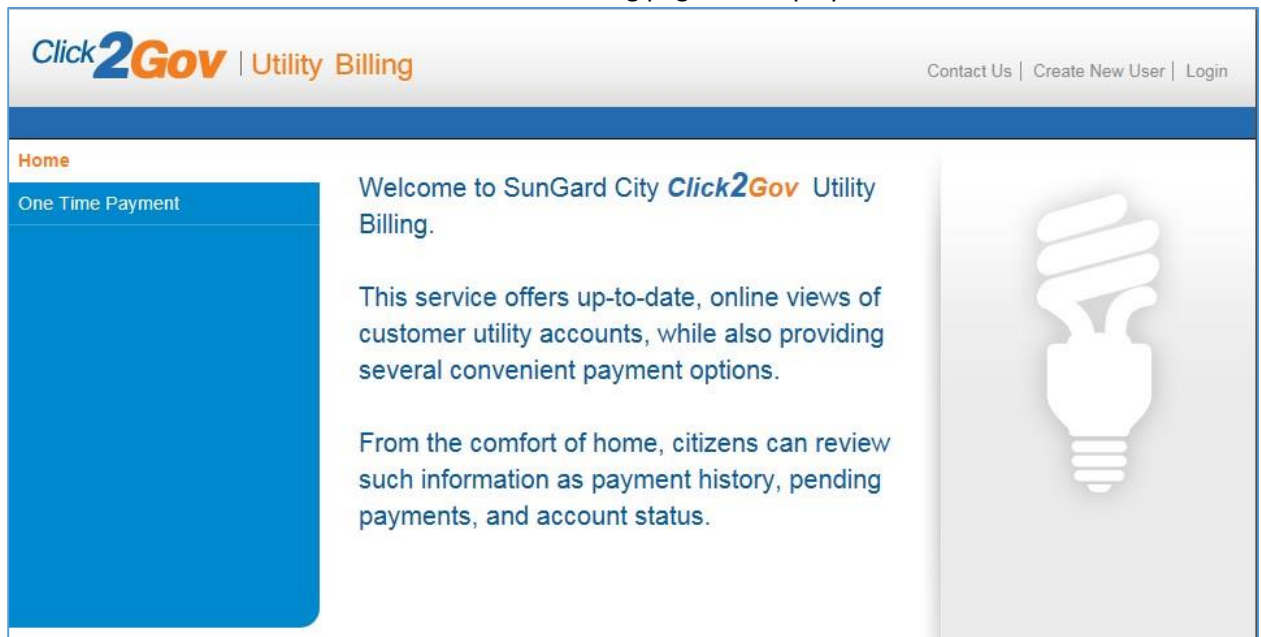 Click2Gov | Utility Billing
Contact Us | Create New User | Login
Home
One Time Payment
Welcome to SunGard City Click2Gov Utility
Billing.
This service offers up-to-date, online views of
customer utility accounts, while also providing
several convenient payment options.
From the comfort of home, citizens can review
such information as payment history, pending
payments, and account status.